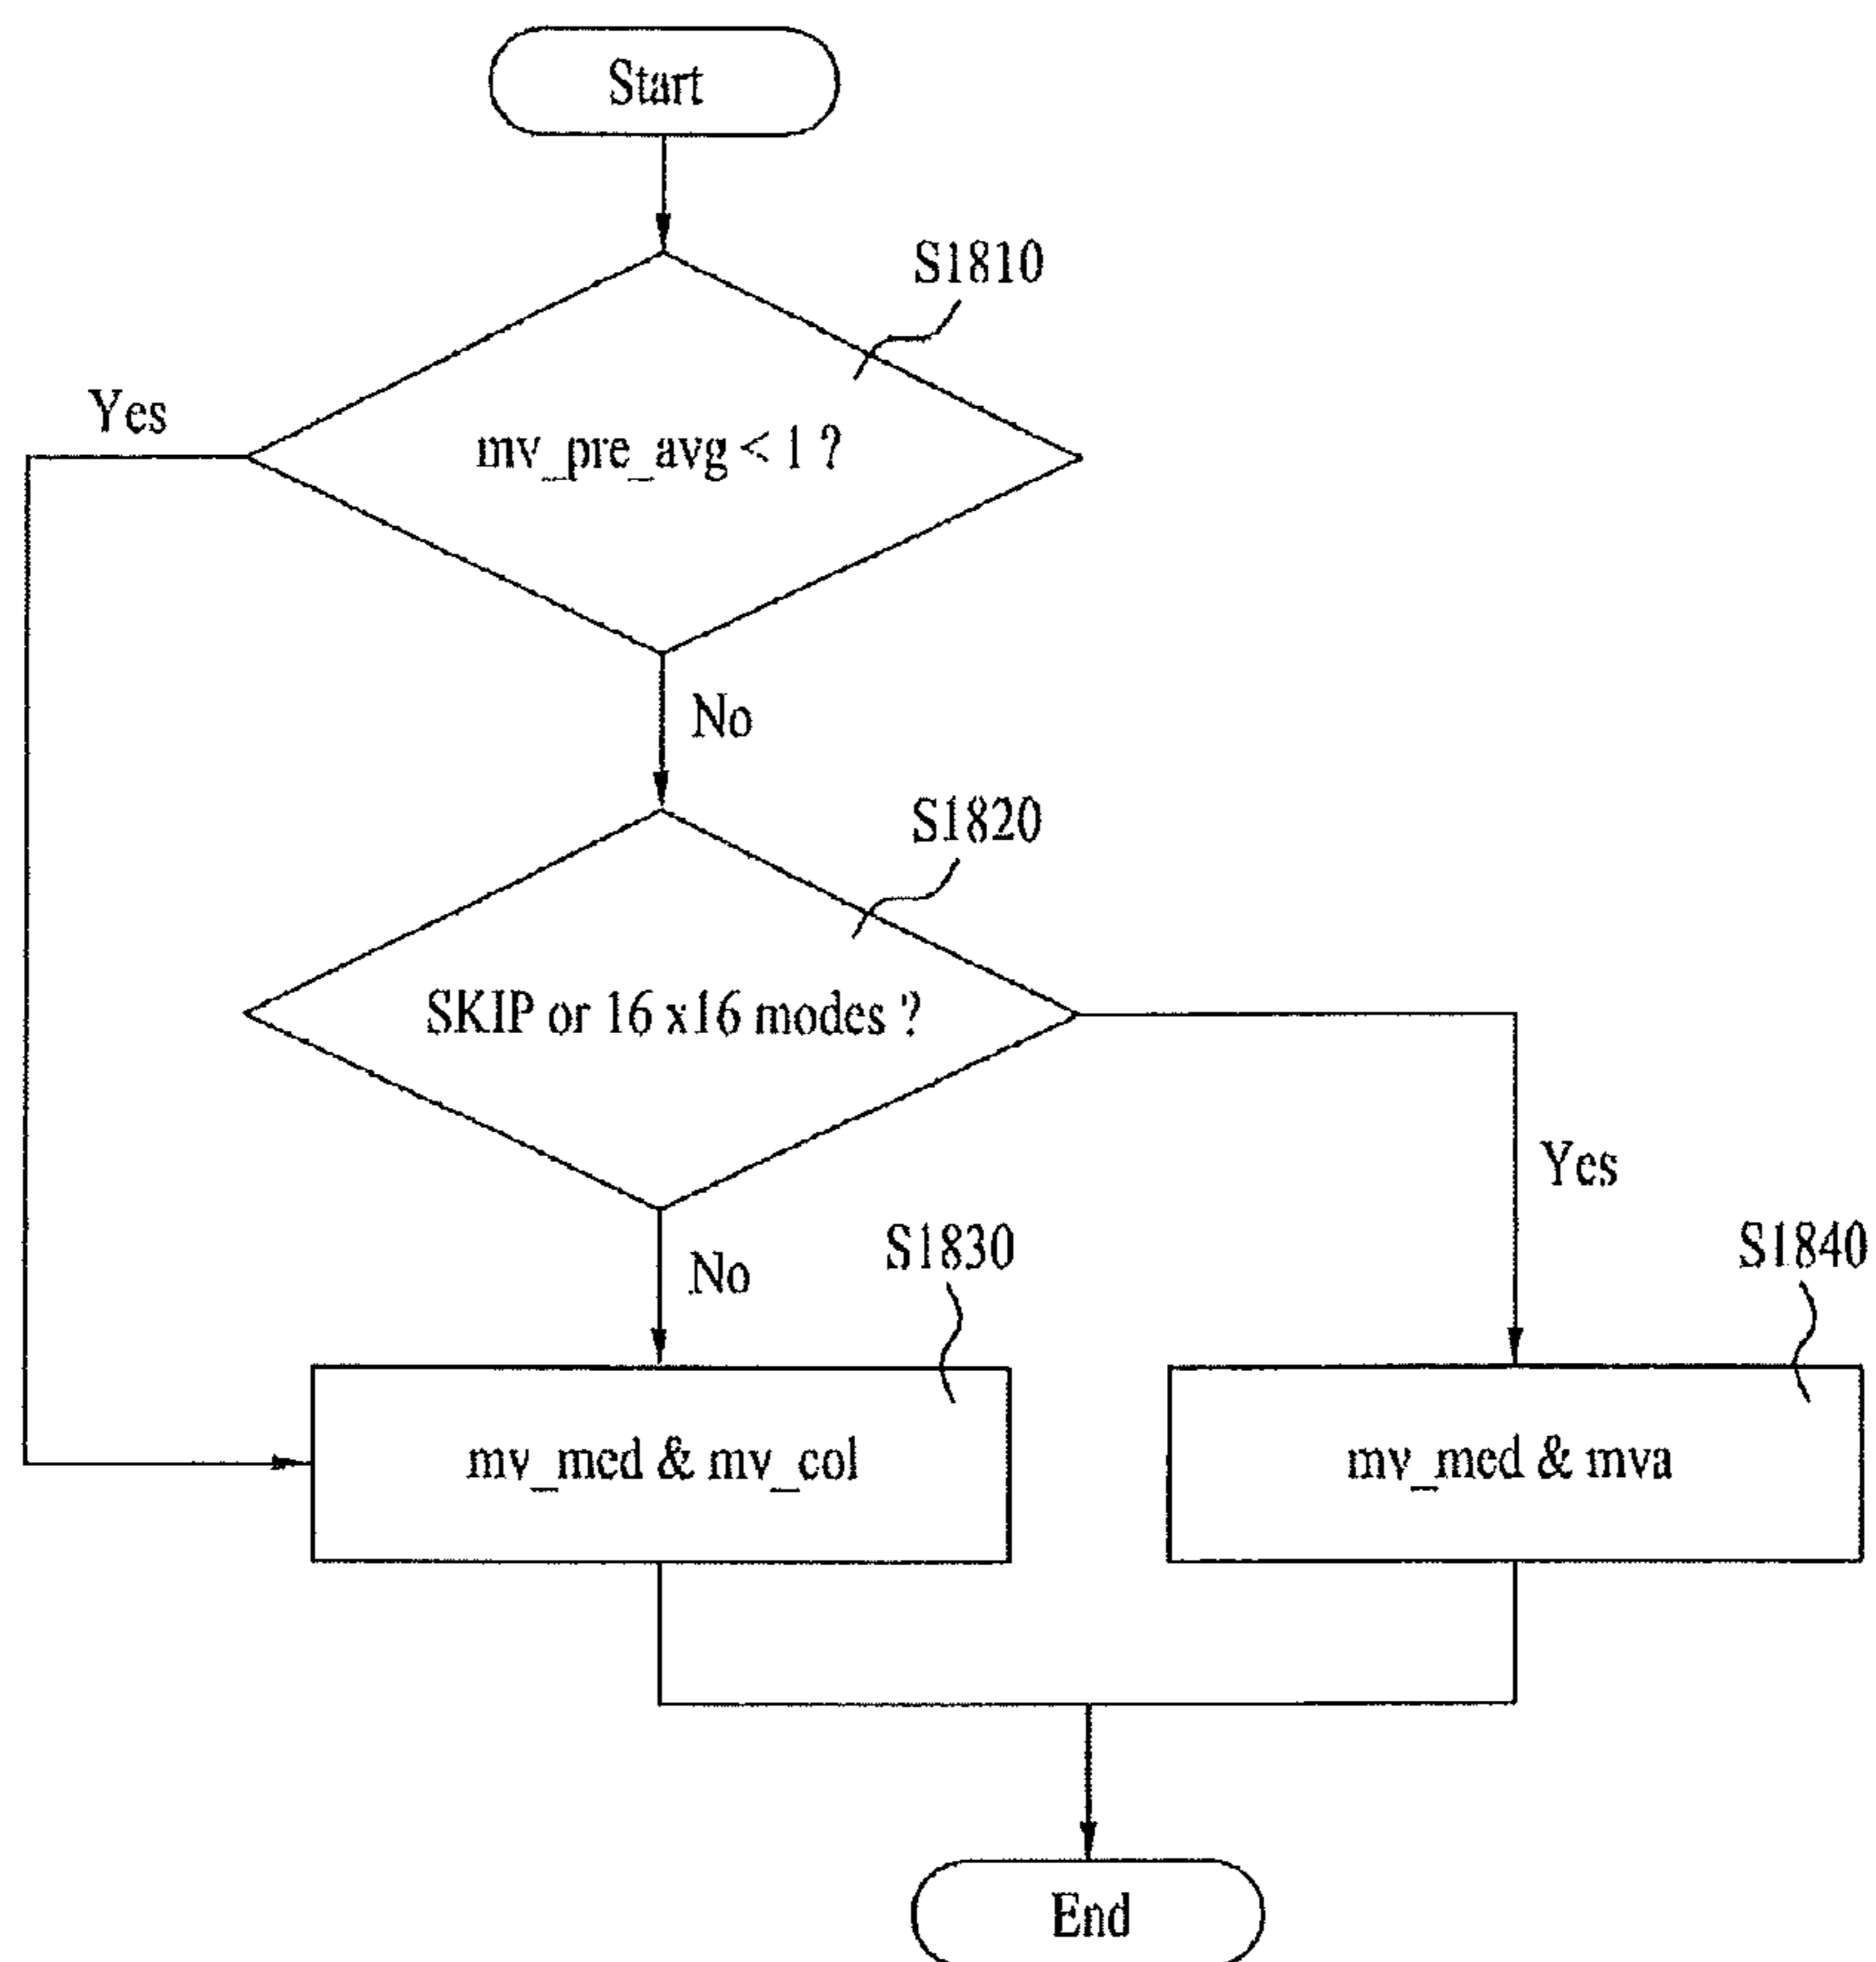 Start
S1810
Yes
mv_pre_avg < 1 ?
No
S1820
SKIP or 16 x16 modes ?
Yes
No
S1830
S1840
mv_med & mv_col
mv_med & mva
End